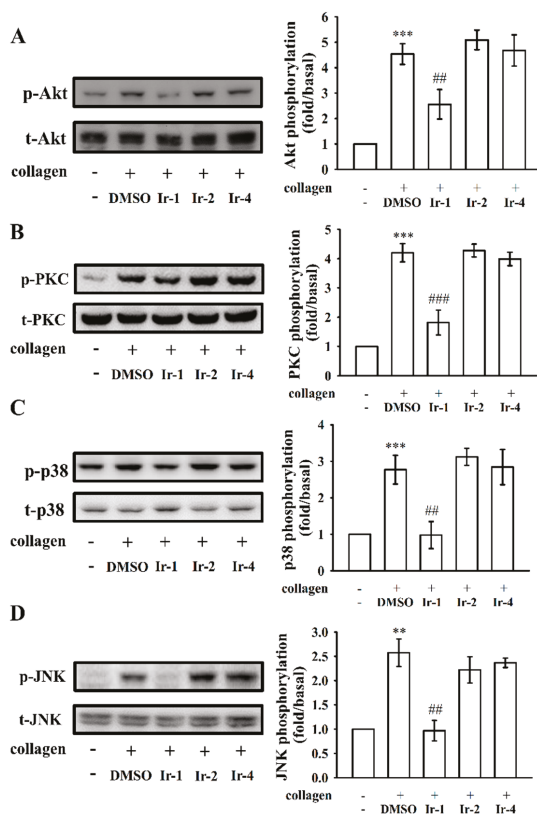 A
p-Akt
t-Akt
collagen - + + + +
- DMSO Ir-1 Ir-2 Ir-4
Akt phosphorylation
(fold/basal)
6
5
4
3
2
1
0
***
##
collagen - + + + +
- DMSO Ir-1 Ir-2 Ir-4
B
p-PKC
t-PKC
collagen - + + + +
- DMSO Ir-1 Ir-2 Ir-4
PKC phosphorylation
(fold/basal)
5
4
3
2
1
0
***
###
collagen - + + + +
- DMSO Ir-1 Ir-2 Ir-4
C
p-p38
t-p38
collagen - + + + +
- DMSO Ir-1 Ir-2 Ir-4
p38 phosphorylation
(fold/basal)
4
3
2
1
0
***
##
collagen - + + + +
- DMSO Ir-1 Ir-2 Ir-4
D
p-JNK
t-JNK
collagen - + + + +
- DMSO Ir-1 Ir-2 Ir-4
JNK phosphorylation
(fold/basal)
3.0
2.5
2.0
1.5
1.0
0.5
0.0
**
##
collagen - + + + +
- DMSO Ir-1 Ir-2 Ir-4